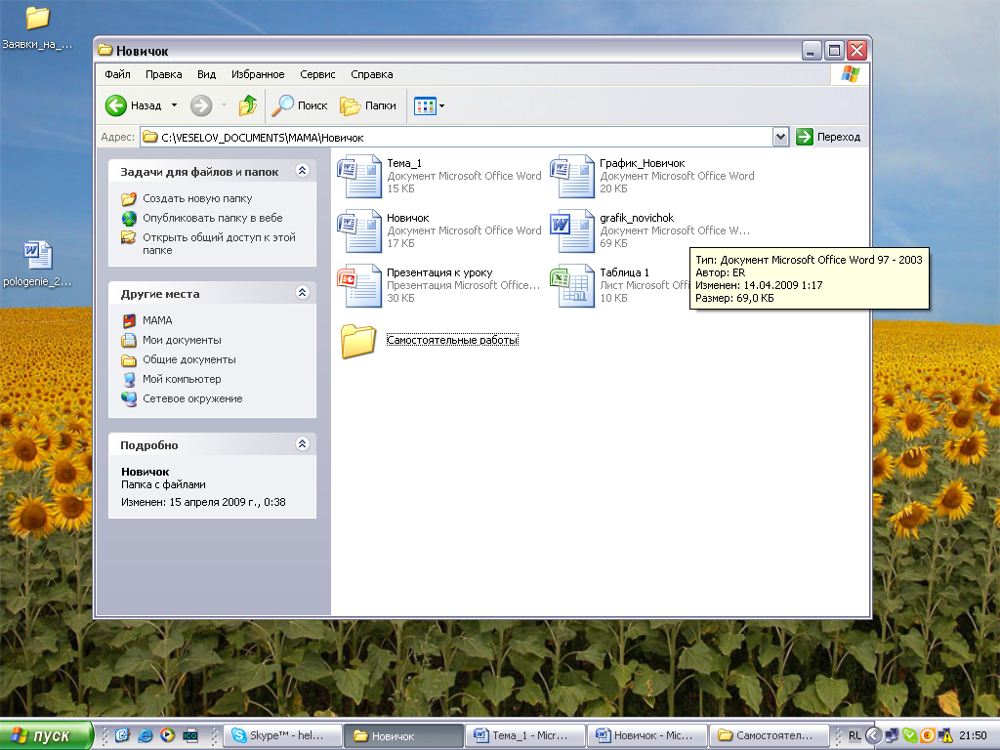 Заявки_на_...
pologenie_2...
Новичок
Файл Правка Вид Избранное Сервис Справка
Назад Поиск Папки
Адрес: C:\VESELOV_DOCUMENTS\МАМА\Новичок Переход
Задачи для файлов и папок
Создать новую папку
Опубликовать папку в вебе
Открыть общий доступ к этой
папке
Другие места
МАМА
Мои документы
Общие документы
Мой компьютер
Сетевое окружение
Подробно
Новичок
Папка с файлами
Изменен: 15 апреля 2009 г., 0:38
Тема_1
Документ Microsoft Office Word
15 КБ
График_Новичок
Документ Microsoft Office Word
20 КБ
Новичок
Документ Microsoft Office Word
17 КБ
grafik_novichok
Документ Microsoft Office W...
69 КБ
Презентация к уроку
Презентация Microsoft Office...
30 КБ
Таблица 1
Лист Microsoft Off
10 КБ
Самостоятельные работы
Тип: Документ Microsoft Office Word 97 - 2003
Автор: ER
Изменен: 14.04.2009 1:17
Размер: 69,0 КБ
пуск Skype™ - hel... Новичок Тема_1 - Micr... Новичок - Mic... Самостоятел... RL 21:50